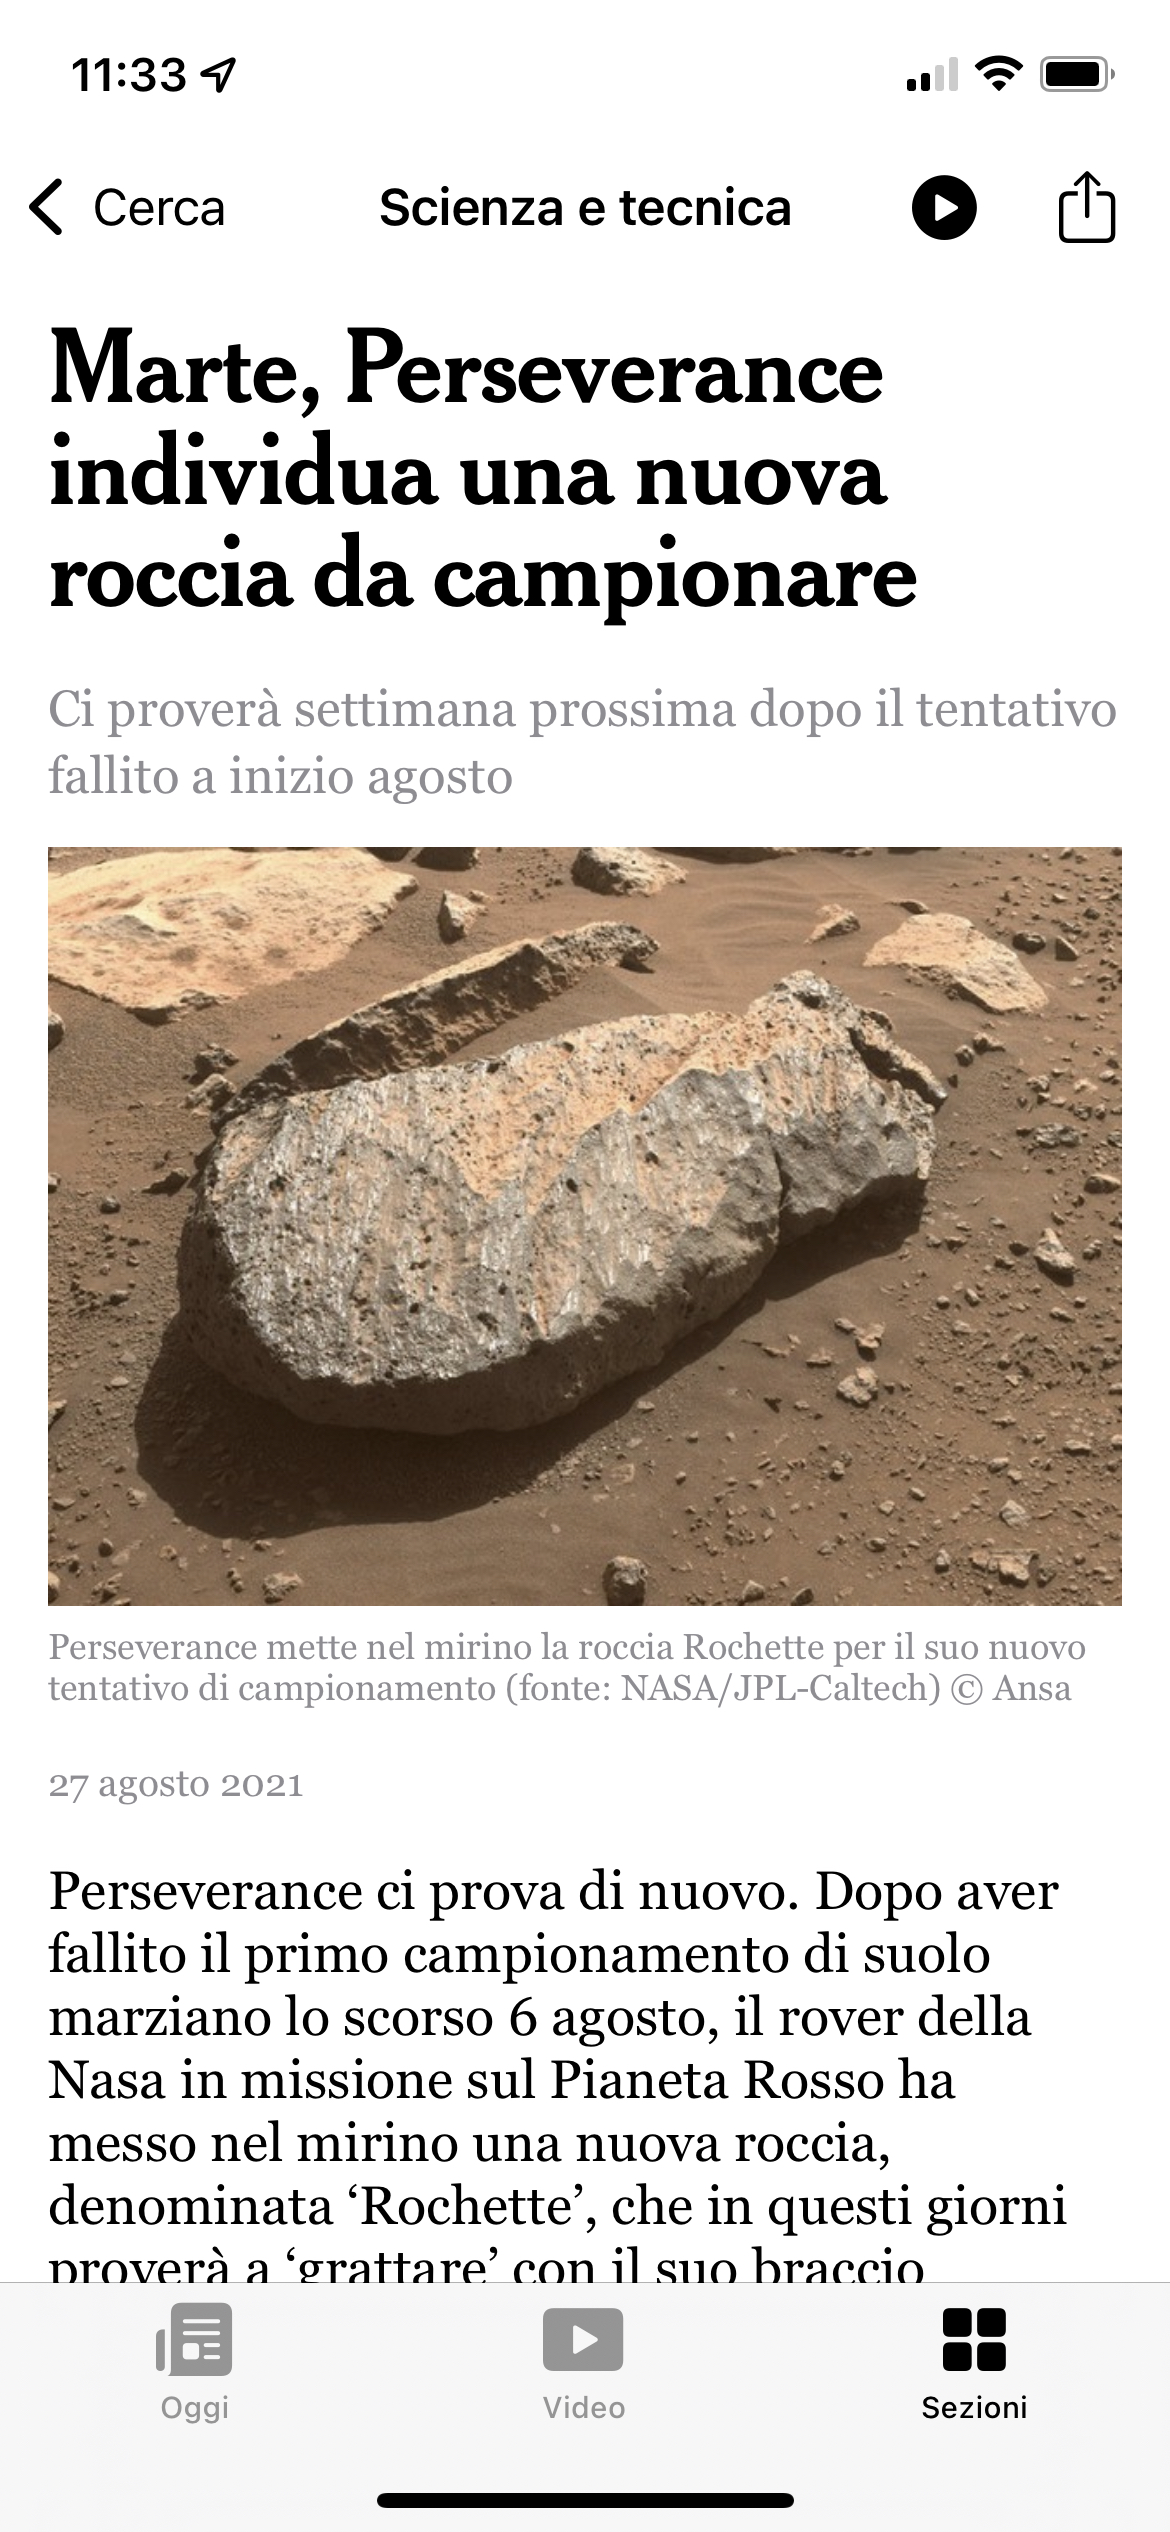 11:33
Cerca
Scienza e tecnica
Marte, Perseverance
individua una nuova
roccia da campionare
Ci proverà settimana prossima dopo il tentativo
fallito a inizio agosto
Perseverance mette nel mirino la roccia Rochette per il suo nuovo
tentativo di campionamento (fonte: NASA/JPL-Caltech) © Ansa
27 agosto 2021
Perseverance ci prova di nuovo. Dopo aver
fallito il primo campionamento di suolo
marziano lo scorso 6 agosto, il rover della
Nasa in missione sul Pianeta Rosso ha
messo nel mirino una nuova roccia,
denominata ‘Rochette’, che in questi giorni
proverà a ‘grattare’ con il suo braccio
Oggi
Video
Sezioni